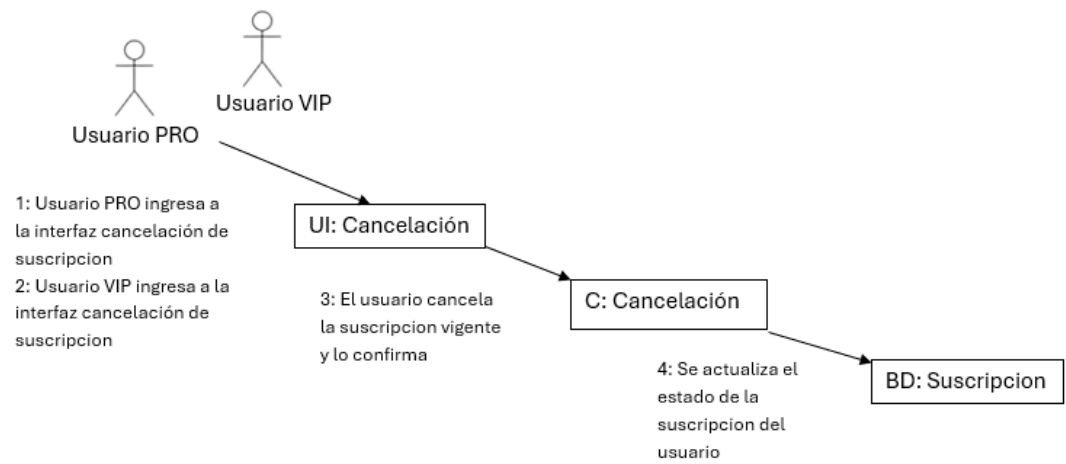 Usuario VIP
Usuario PRO
1: Usuario PRO ingresa a
la interfaz cancelación de
suscripcion
2: Usuario VIP ingresa a la
interfaz cancelación de
suscripcion
UI: Cancelación
3: El usuario cancela
la suscripcion vigente
y lo confirma
C: Cancelación
4: Se actualiza el
estado de la
suscripcion del
usuario
BD: Suscripcion